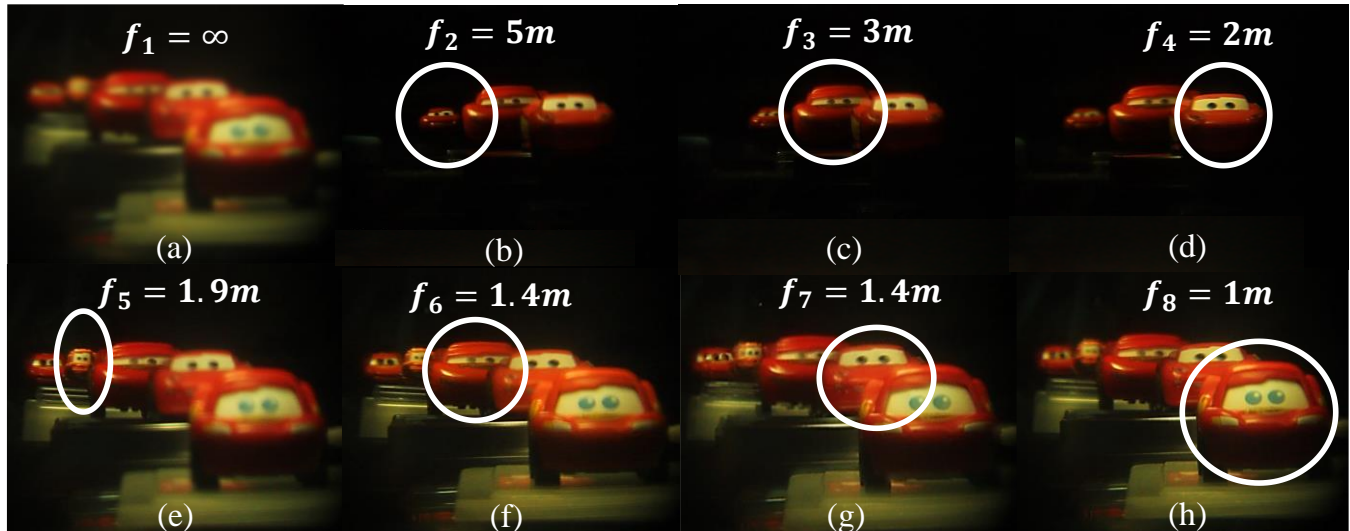 f₁ = ∞
f₂ = 5m
f₃ = 3m
f₄ = 2m
(a)
(b)
(c)
(d)
f₅ = 1.9m
f₆ = 1.4m
f₇ = 1.4m
f₈ = 1m
(e)
(f)
(g)
(h)